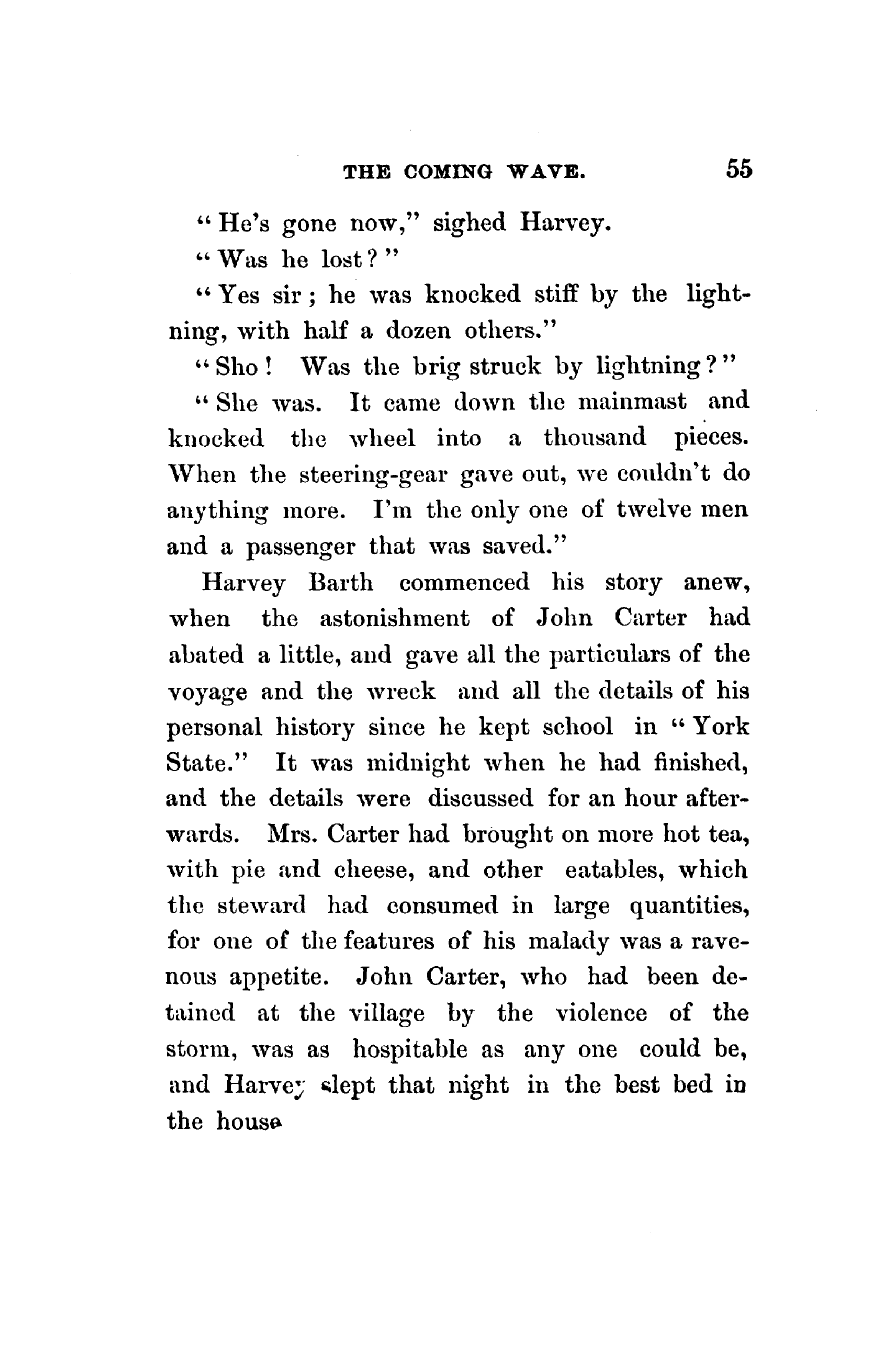 THE COMING WAVE. 55
"He's gone now," sighed Harvey.
"Was he lost?"
"Yes sir; he was knocked stiff by the light-
ning, with half a dozen others."
"Sho! Was the brig struck by lightning?"
"She was. It came down the mainmast and
knocked the wheel into a thousand pieces.
When the steering-gear gave out, we couldn't do
anything more. I'm the only one of twelve men
and a passenger that was saved."
Harvey Barth commenced his story anew,
when the astonishment of John Carter had
abated a little, and gave all the particulars of the
voyage and the wreck and all the details of his
personal history since he kept school in "York
State." It was midnight when he had finished,
and the details were discussed for an hour after-
wards. Mrs. Carter had brought on more hot tea,
with pie and cheese, and other eatables, which
the steward had consumed in large quantities,
for one of the features of his malady was a rave-
nous appetite. John Carter, who had been de-
tained at the village by the violence of the
storm, was as hospitable as any one could be,
and Harvey slept that night in the best bed in
the house